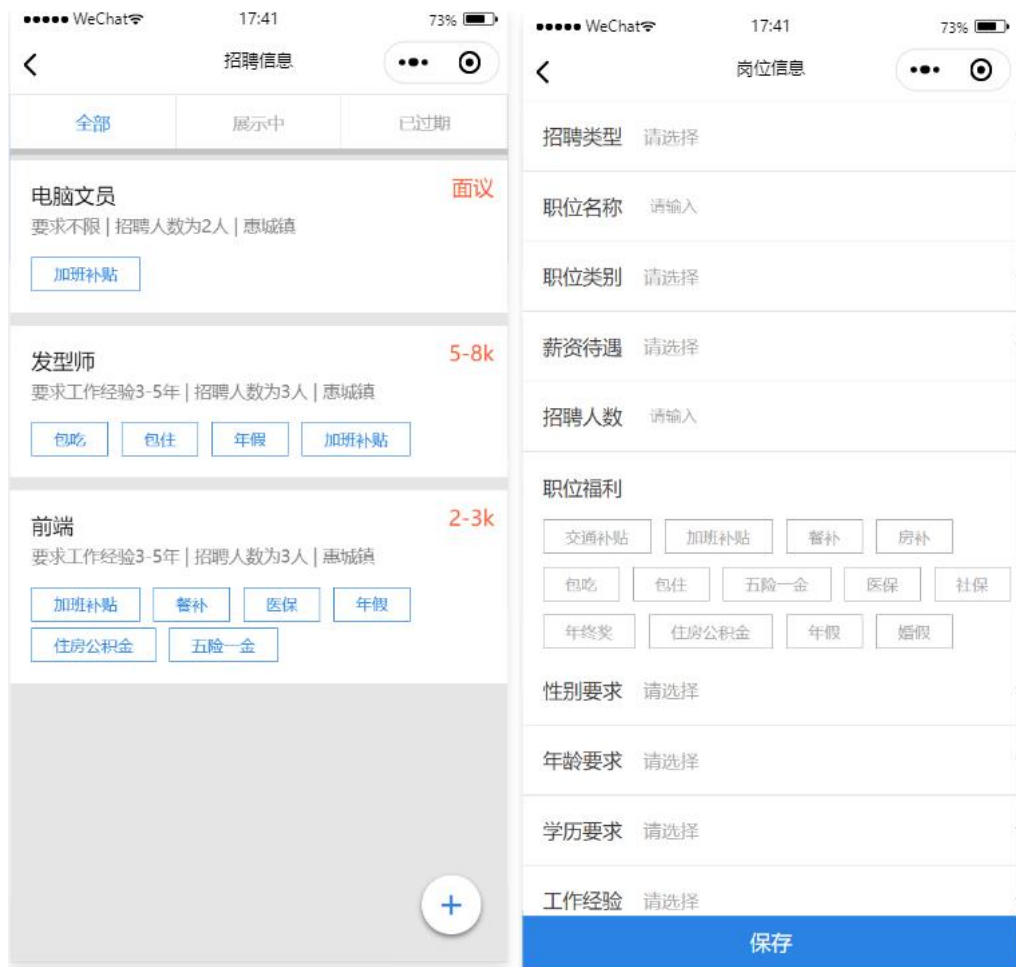 WeChat 17:41 73%
招聘信息
全部 展示中 已过期
电脑文员 面议
要求不限 | 招聘人数为2人 | 惠城镇
加班补贴
发型师 5-8k
要求工作经验3-5年 | 招聘人数为3人 | 惠城镇
包吃 包住 年假 加班补贴
前端 2-3k
要求工作经验3-5年 | 招聘人数为3人 | 惠城镇
加班补贴 餐补 医保 年假
住房公积金 五险一金
+
WeChat 17:41 73%
岗位信息
招聘类型 请选择
职位名称 请输入
职位类别 请选择
薪资待遇 请选择
招聘人数 请输入
职位福利
交通补贴 加班补贴 餐补 房补
包吃 包住 五险一金 医保 社保
年终奖 住房公积金 年假 婚假
性别要求 请选择
年龄要求 请选择
学历要求 请选择
工作经验 请选择
保存